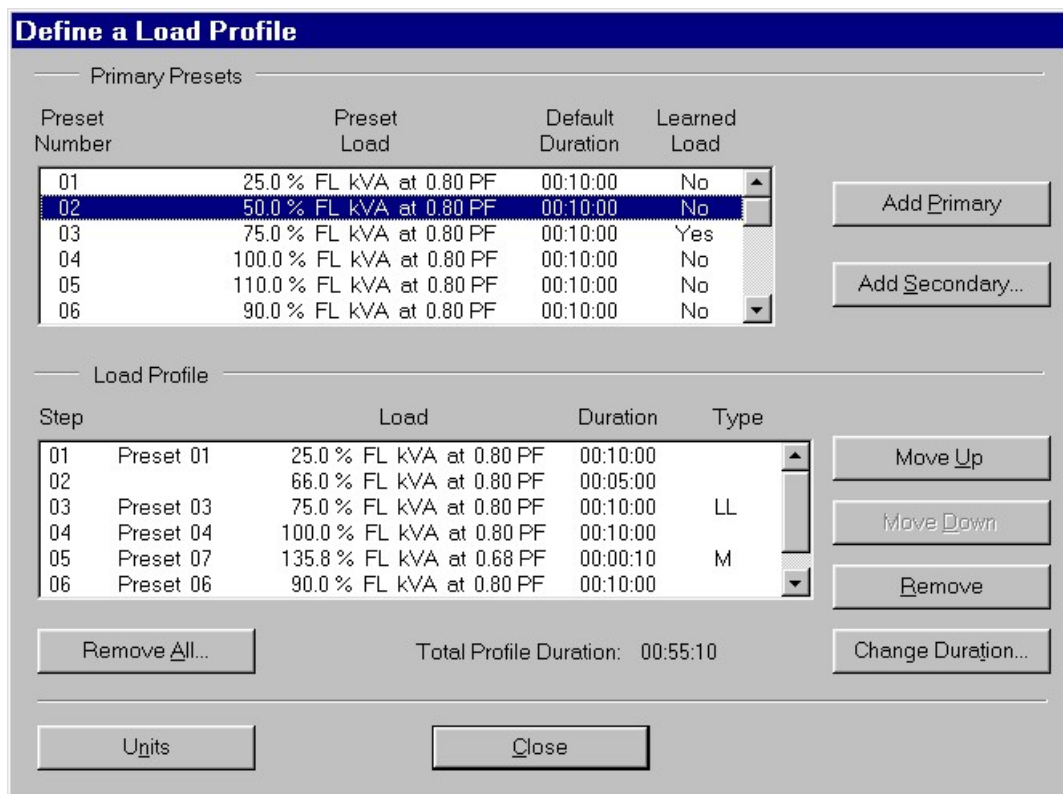 Define a Load Profile
Primary Presets
Preset Number Preset Load Default Duration Learned Load
01 25.0 % FL kVA at 0.80 PF 00:10:00 No
02 50.0 % FL kVA at 0.80 PF 00:10:00 No
03 75.0 % FL kVA at 0.80 PF 00:10:00 Yes
04 100.0 % FL kVA at 0.80 PF 00:10:00 No
05 110.0 % FL kVA at 0.80 PF 00:10:00 No
06 90.0 % FL kVA at 0.80 PF 00:10:00 No
Add Primary
Add Secondary...
Load Profile
Step Load Duration Type
01 Preset 01 25.0 % FL kVA at 0.80 PF 00:10:00
02 66.0 % FL kVA at 0.80 PF 00:05:00
03 Preset 03 75.0 % FL kVA at 0.80 PF 00:10:00 LL
04 Preset 04 100.0 % FL kVA at 0.80 PF 00:10:00
05 Preset 07 135.8 % FL kVA at 0.68 PF 00:00:10 M
06 Preset 06 90.0 % FL kVA at 0.80 PF 00:10:00
Move Up
Move Down
Remove
Remove All... Total Profile Duration: 00:55:10 Change Duration...
Units Close